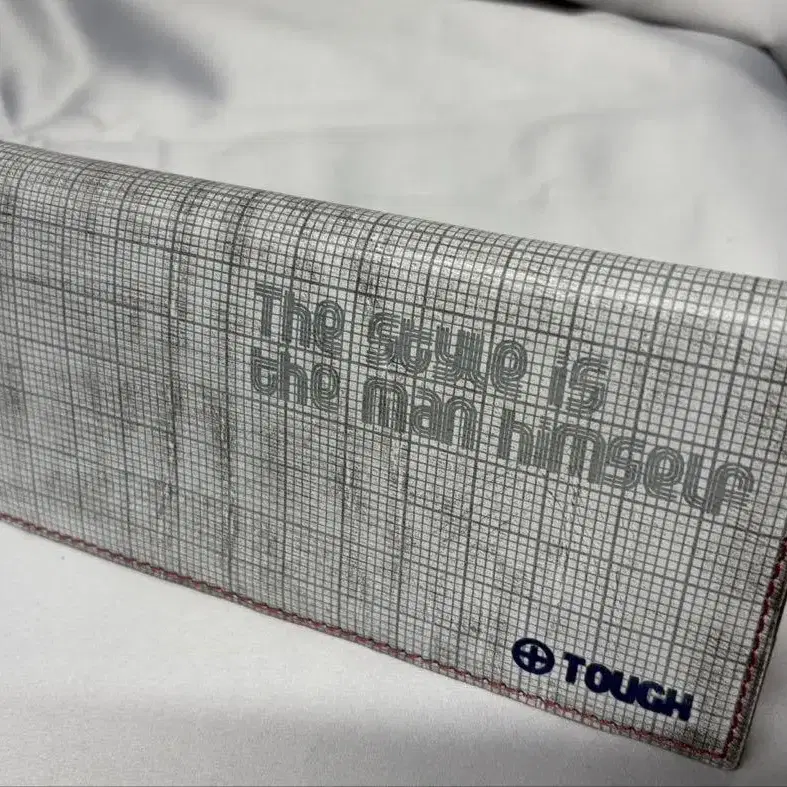 The style is
the man himself
TOUGH